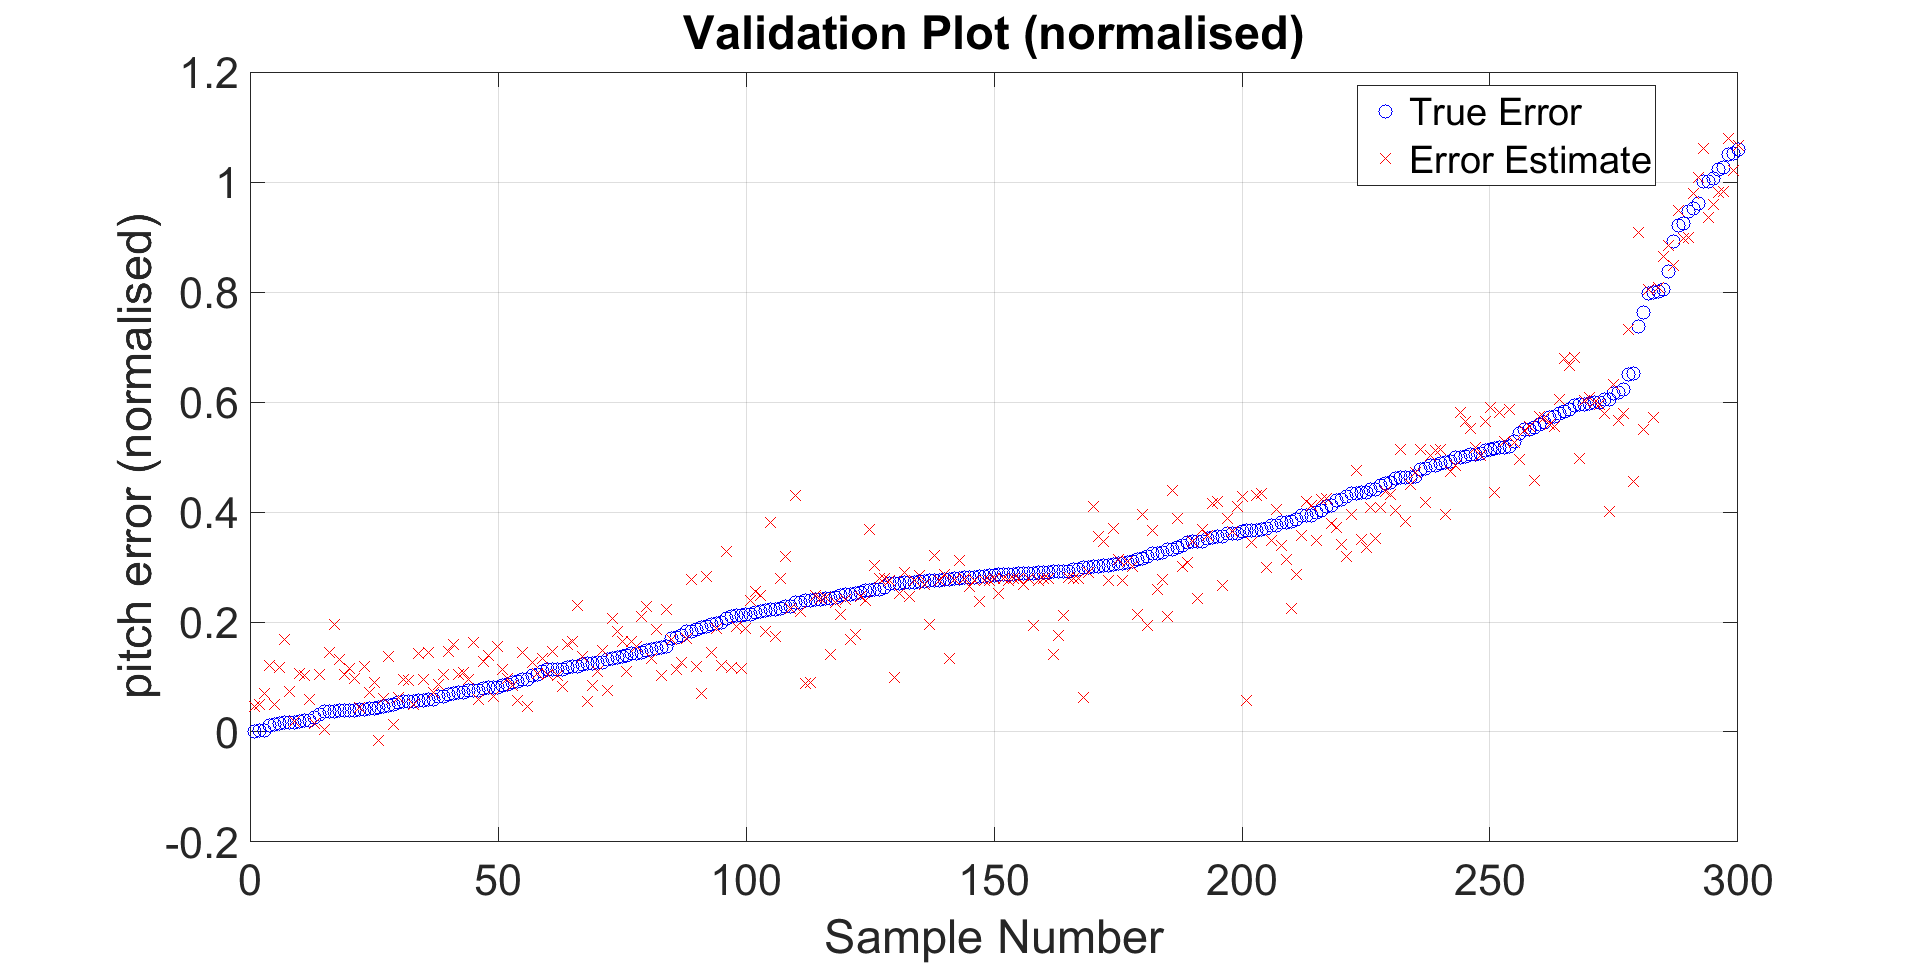 Validation Plot (normalised)
1.2
1
0.8
0.6
0.4
0.2
0
-0.2
pitch error (normalised)
True Error
Error Estimate
0 50 100 150 200 250 300
Sample Number